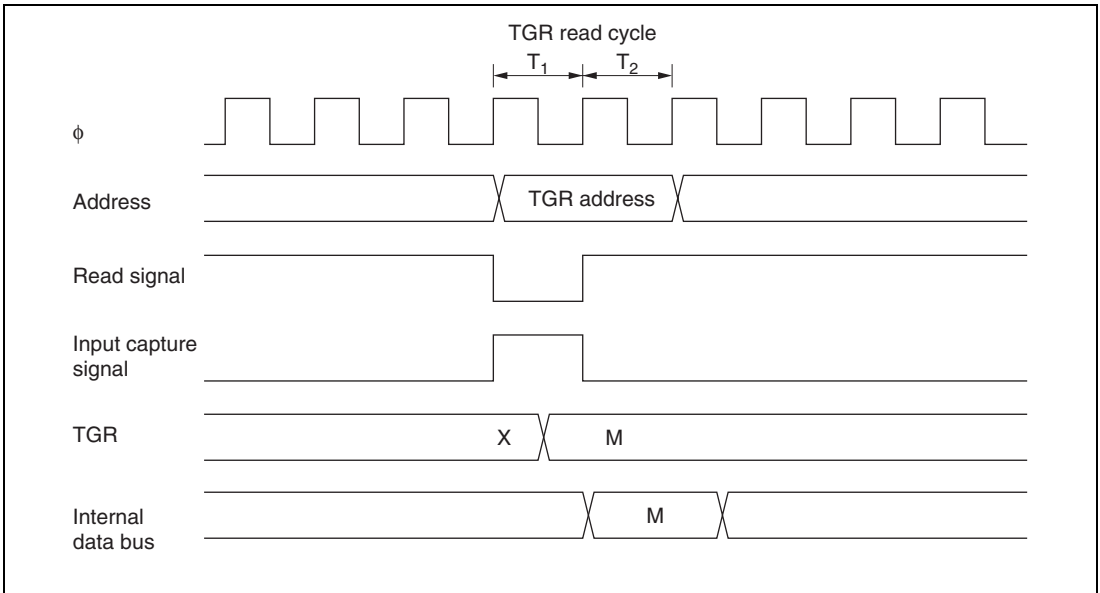 TGR read cycle
T1 T2
ϕ
Address
TGR address
Read signal
Input capture
signal
TGR
X M
Internal
data bus
M